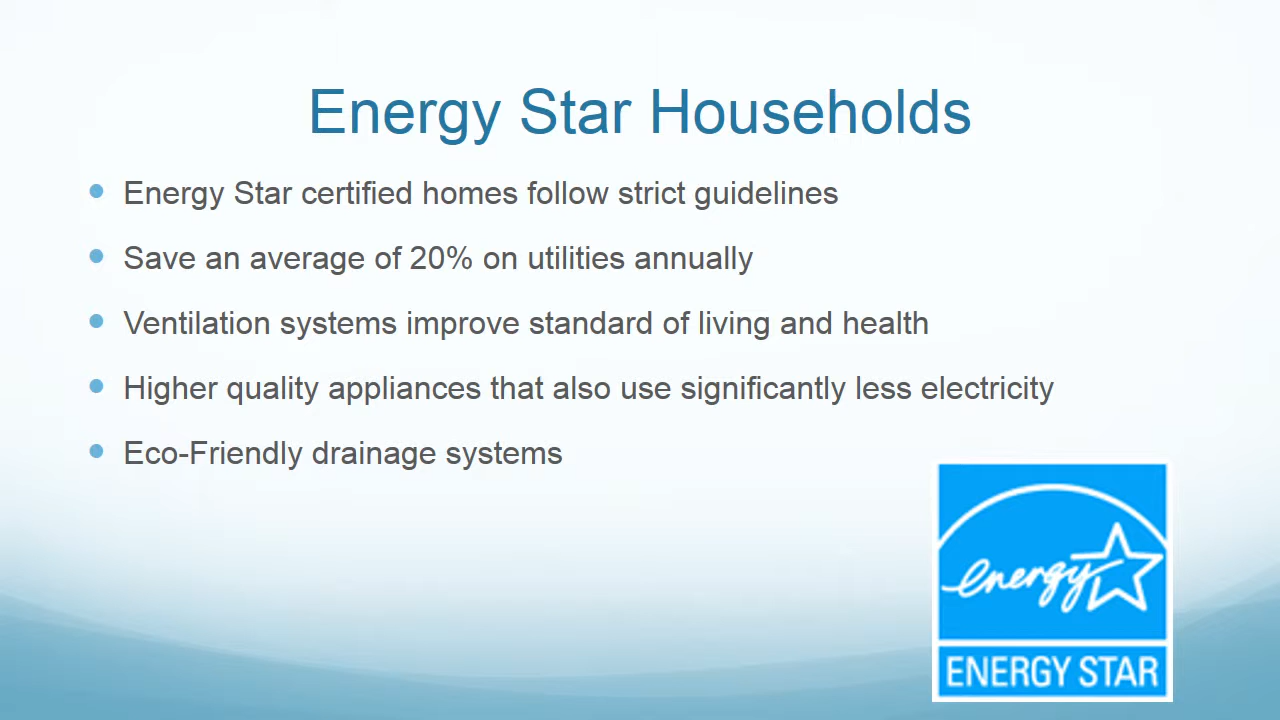 Energy Star Households
Energy Star certified homes follow strict guidelines
Save an average of 20% on utilities annually
Ventilation systems improve standard of living and health
Higher quality appliances that also use significantly less electricity
Eco-Friendly drainage systems
energy
ENERGY STAR